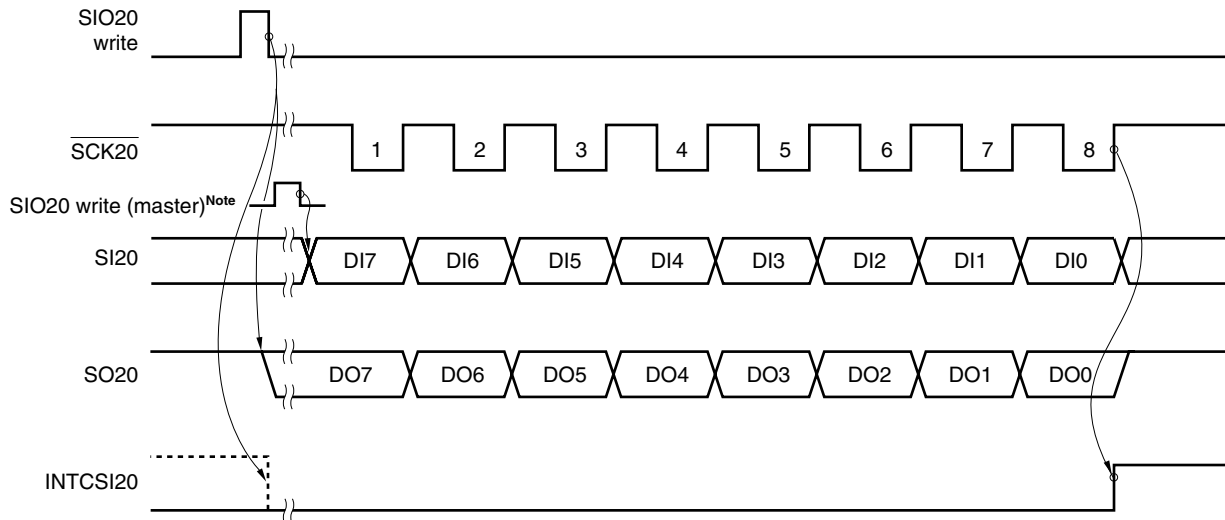 SIO20
write
SCK20
1 2 3 4 5 6 7 8
SIO20 write (master)Note
SI20
DI7 DI6 DI5 DI4 DI3 DI2 DI1 DI0
SO20
DO7 DO6 DO5 DO4 DO3 DO2 DO1 DO0
INTCSI20